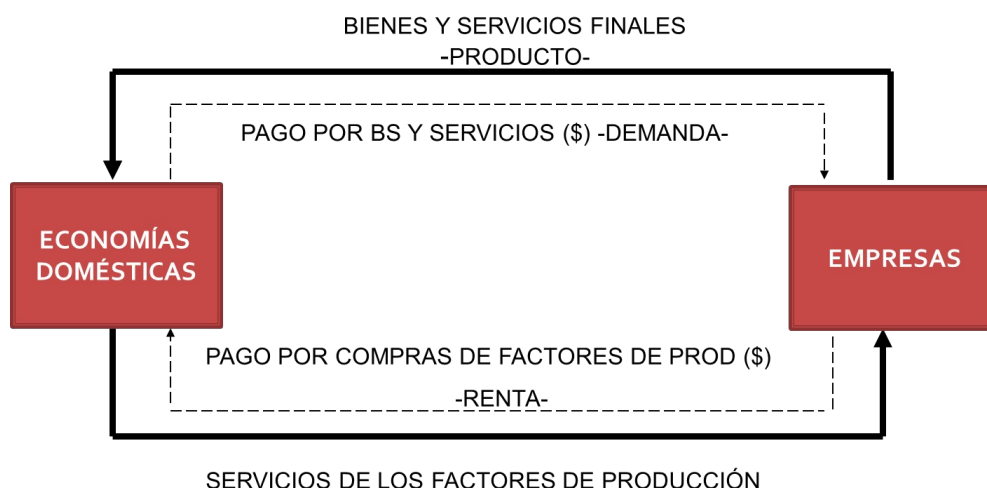 BIENES Y SERVICIOS FINALES
-PRODUCTO-
PAGO POR BS Y SERVICIOS ($) -DEMANDA-
ECONOMÍAS
DOMÉSTICAS
EMPRESAS
PAGO POR COMPRAS DE FACTORES DE PROD ($)
-RENTA-
SERVICIOS DE LOS FACTORES DE PRODUCCIÓN